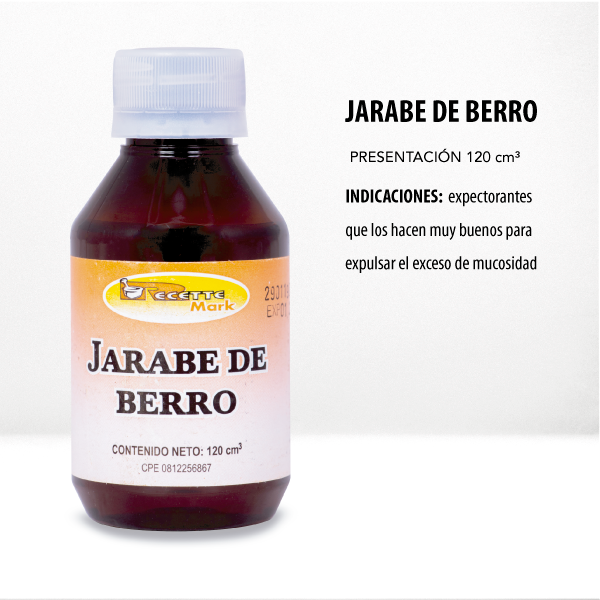 JARABE DE BERRO
PRESENTACIÓN 120 cm³
INDICACIONES: expectorantes
que los hacen muy buenos para
expulsar el exceso de mucosidad
RECETTE
Mark
JARABE DE
BERRO
CONTENIDO NETO: 120 cm³
CPE 0812256867